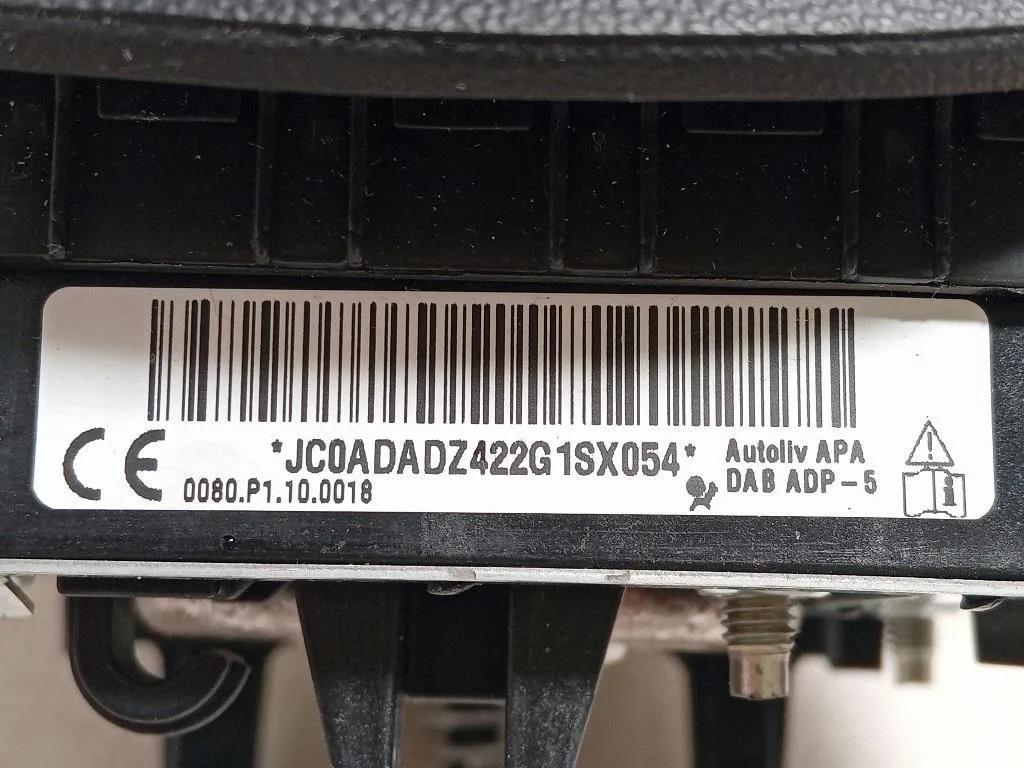 *JC0ADADZ422G1SX054*
Autoliv APA
CE
0080.P1.10.0018
DAB ADP-5